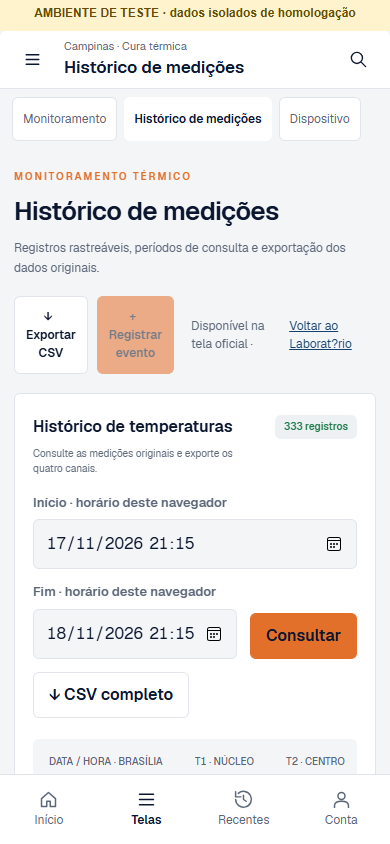 AMBIENTE DE TESTE · dados isolados de homologação
Campinas · Cura térmica
Histórico de medições
Monitoramento
Histórico de medições
Dispositivo
MONITORAMENTO TÉRMICO
Histórico de medições
Registros rastreáveis, períodos de consulta e exportação dos
dados originais.
↓
Exportar
CSV
+
Registrar
evento
Disponível na
tela oficial ·
Voltar ao
Laborat?rio
Histórico de temperaturas
333 registros
Consulte as medições originais e exporte os
quatro canais.
Início · horário deste navegador
17/11/2026 21:15
Fim · horário deste navegador
18/11/2026 21:15
Consultar
↓ CSV completo
DATA / HORA · BRASÍLIA
T1 · NÚCLEO
T2 · CENTRO
Início
Telas
Recentes
Conta